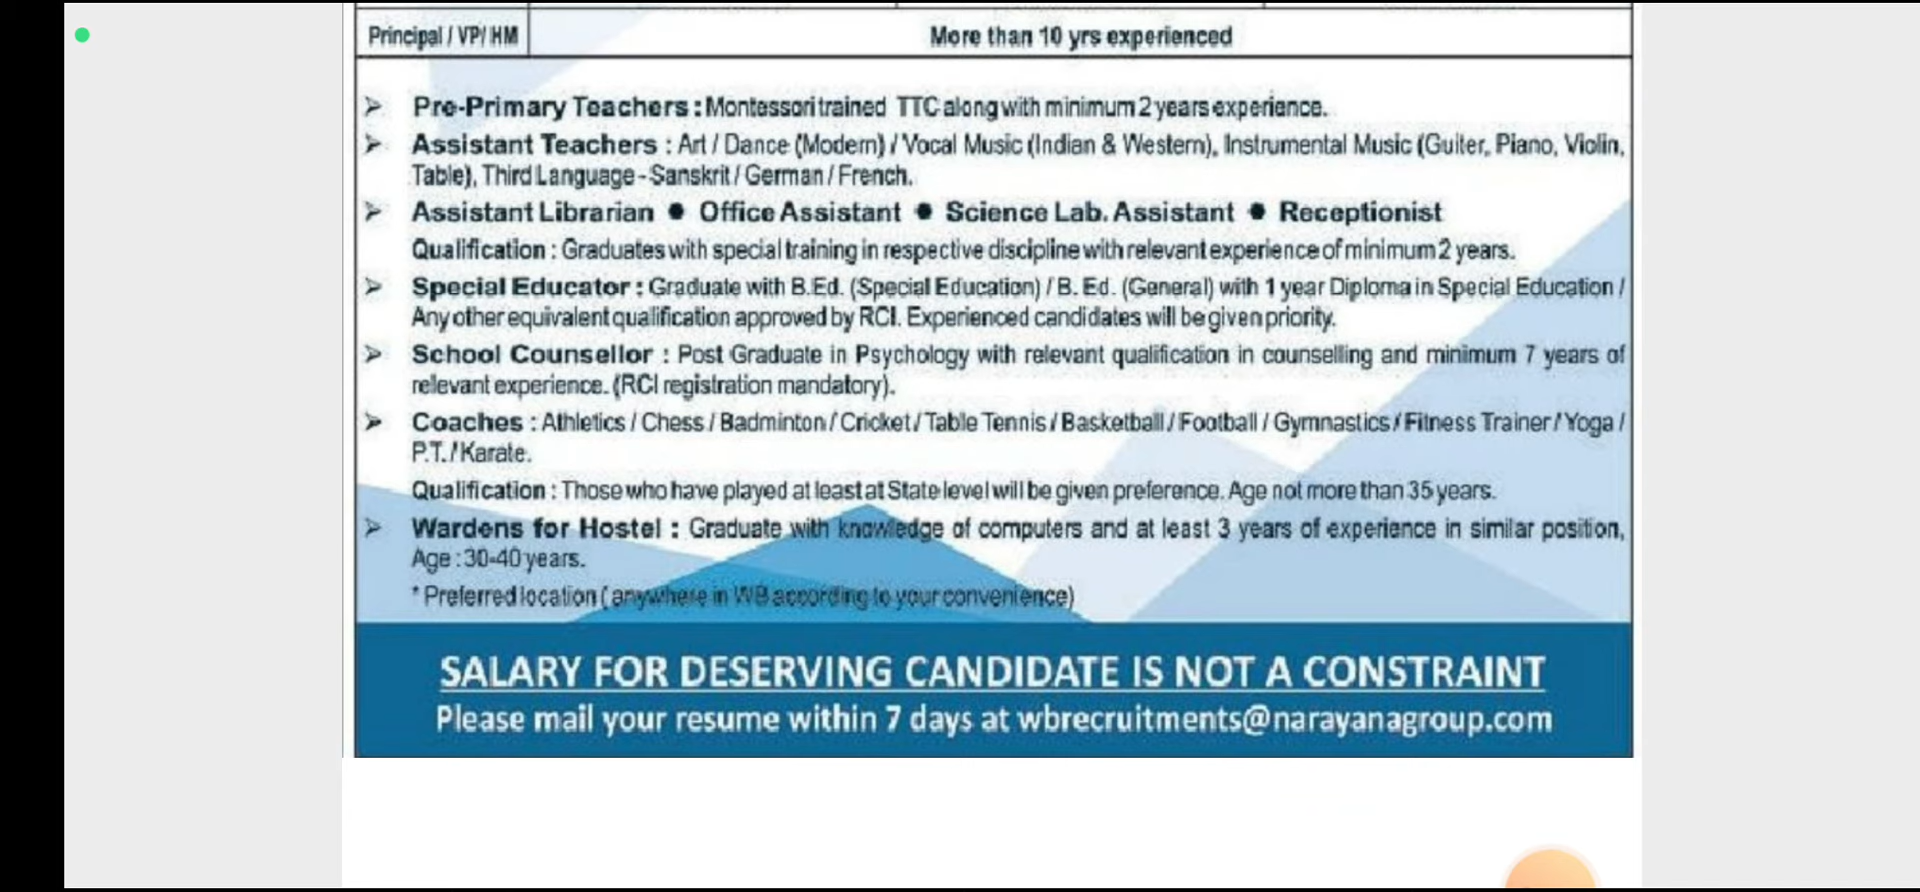 Principal / VP/ HM More than 10 yrs experienced
➢ Pre-Primary Teachers : Montessori trained TTC along with minimum 2 years experience.
➢ Assistant Teachers : Art / Dance (Modern) / Vocal Music (Indian & Western), Instrumental Music (Guiter, Piano, Violin,
Table), Third Language - Sanskrit / German / French.
➢ Assistant Librarian ● Office Assistant ● Science Lab. Assistant ● Receptionist
Qualification : Graduates with special training in respective discipline with relevant experience of minimum 2 years.
➢ Special Educator : Graduate with B.Ed. (Special Education) / B. Ed. (General) with 1 year Diploma in Special Education /
Any other equivalent qualification approved by RCI. Experienced candidates will be given priority.
➢ School Counsellor : Post Graduate in Psychology with relevant qualification in counselling and minimum 7 years of
relevant experience. (RCI registration mandatory).
➢ Coaches : Athletics / Chess / Badminton / Cricket / Table Tennis / Basketball / Football / Gymnastics / Fitness Trainer / Yoga /
P.T. / Karate.
Qualification : Those who have played at least at State level will be given preference. Age not more than 35 years.
➢ Wardens for Hostel : Graduate with knowledge of computers and at least 3 years of experience in similar position,
Age : 30-40 years.
* Preferred location ( anywhere in WB according to your convenience)
SALARY FOR DESERVING CANDIDATE IS NOT A CONSTRAINT
Please mail your resume within 7 days at wbrecruitments@narayanagroup.com